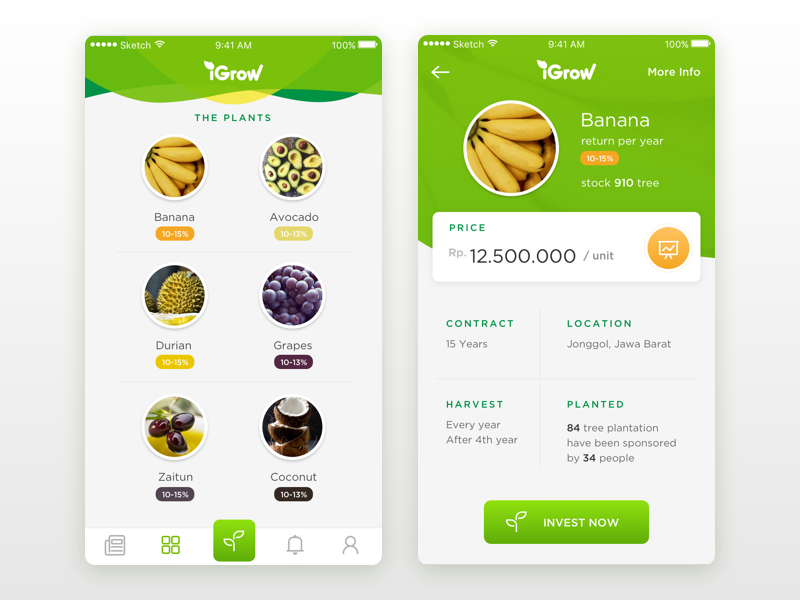 Sketch 9:41 AM 100%
iGrow
THE PLANTS
Banana Avocado
10-15% 10-13%
Durian Grapes
10-15% 10-13%
Zaitun Coconut
10-15% 10-13%
Sketch 9:41 AM 100%
iGrow More Info
Banana
return per year
10-15%
stock 910 tree
PRICE
Rp. 12.500.000 / unit
CONTRACT
15 Years
LOCATION
Jonggol, Jawa Barat
HARVEST
Every year
After 4th year
PLANTED
84 tree plantation
have been sponsored
by 34 people
INVEST NOW